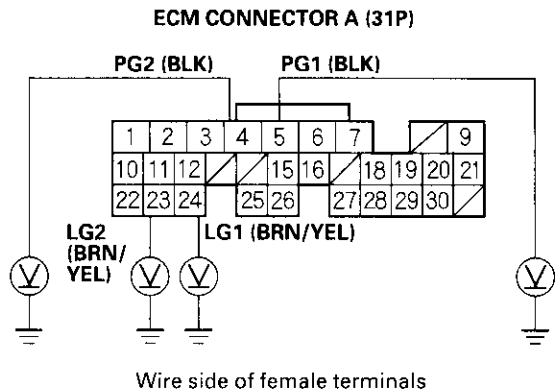 ECM CONNECTOR A (31P)
PG2 (BLK) PG1 (BLK)
1 2 3 4 5 6 7 9
10 11 12 15 16 18 19 20 21
22 23 24 25 26 27 28 29 30
LG2 (BRN/YEL)
LG1 (BRN/YEL)
V V V V
Wire side of female terminals